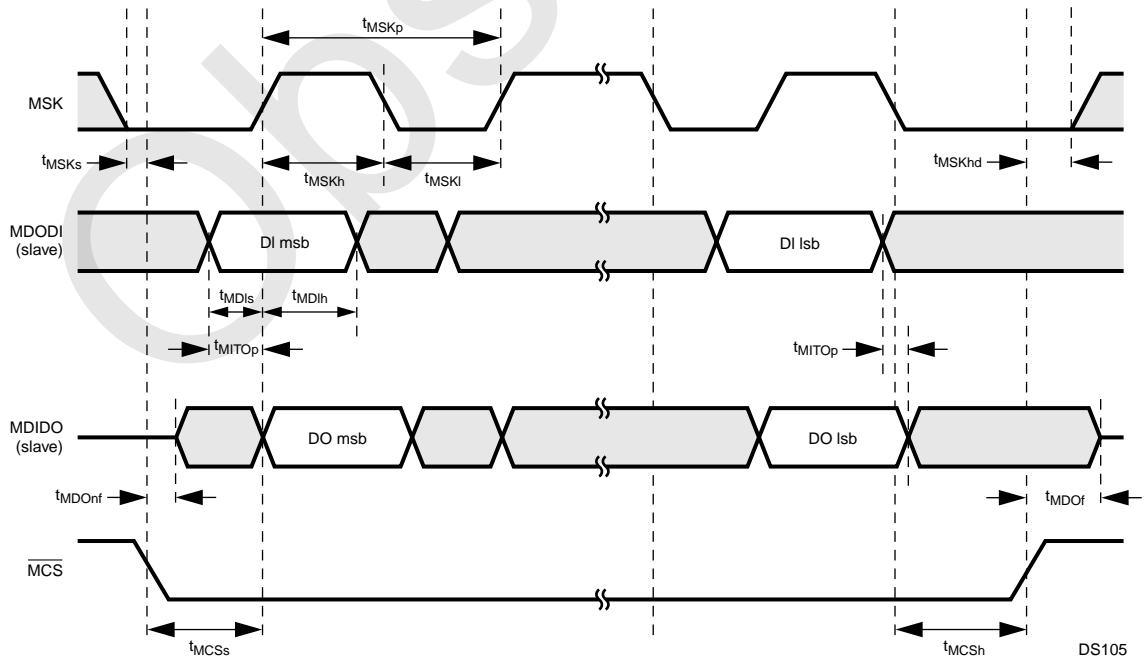 Obs
tMSKp
MSK
tMSKs
tMSKh
tMSKl
tMSKhd
MDODI
(slave)
DI msb
DI lsb
tMDIs
tMDIh
tMITOp
tMITOp
MDIDO
(slave)
DO msb
DO lsb
tMDOnf
tMDOf
MCS
tMCSs
tMCSh
DS105